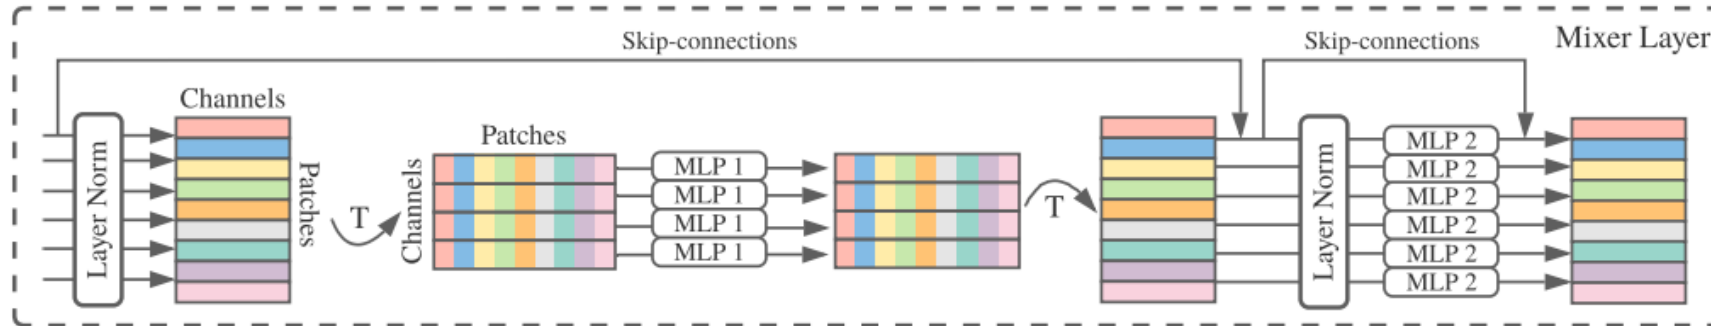 Mixer Layer
Skip-connections
Skip-connections
Channels
Patches
Layer Norm
Patches
T
Channels
MLP 1
MLP 1
MLP 1
MLP 1
T
Layer Norm
MLP 2
MLP 2
MLP 2
MLP 2
MLP 2
MLP 2